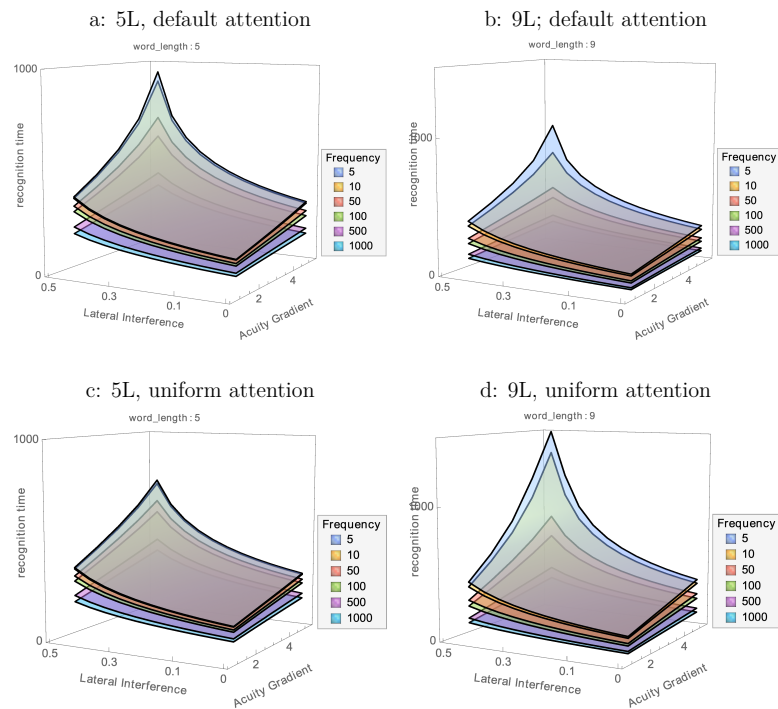 a: 5L, default attention
word_length : 5
1000
recognition time
0
0.5
0.3
0.1
0
Lateral Interference
2
4
Acuity Gradient
Frequency
5
10
50
100
500
1000
b: 9L; default attention
word_length : 9
1000
recognition time
0
0.5
0.3
0.1
0
Lateral Interference
2
4
Acuity Gradient
Frequency
5
10
50
100
500
1000
c: 5L, uniform attention
word_length : 5
1000
recognition time
0
0.5
0.3
0.1
0
Lateral Interference
2
4
Acuity Gradient
Frequency
5
10
50
100
500
1000
d: 9L, uniform attention
word_length : 9
1000
recognition time
0
0.5
0.3
0.1
0
Lateral Interference
2
4
Acuity Gradient
Frequency
5
10
50
100
500
1000